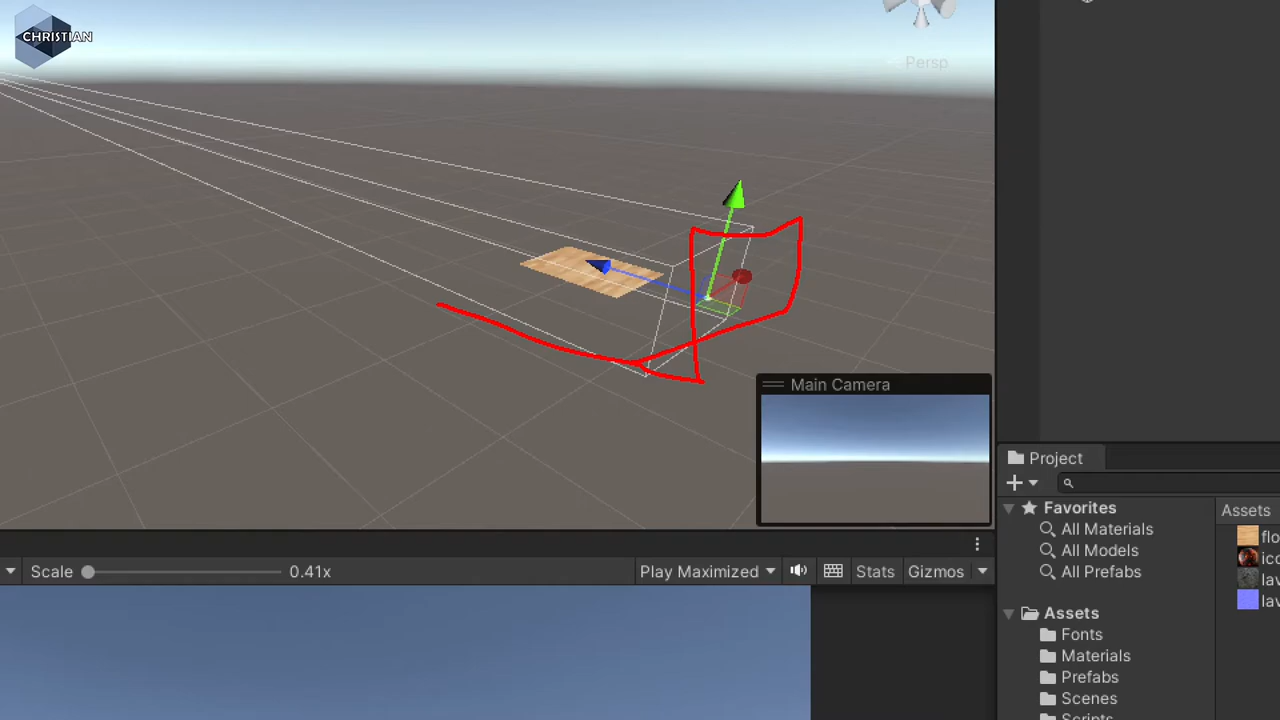 CHRISTIAN
Persp
Main Camera
Project
Favorites
Assets
All Materials
All Models
All Prefabs
Scale 0.41x Play Maximized Stats Gizmos
Assets
Fonts
Materials
Prefabs
Scenes
Scripts